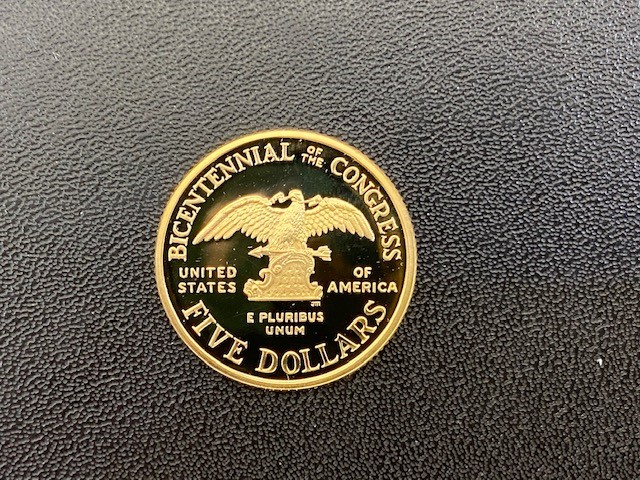 BICENTENNIAL OF THE CONGRESS
UNITED STATES
OF AMERICA
E PLURIBUS
UNUM
FIVE DOLLARS